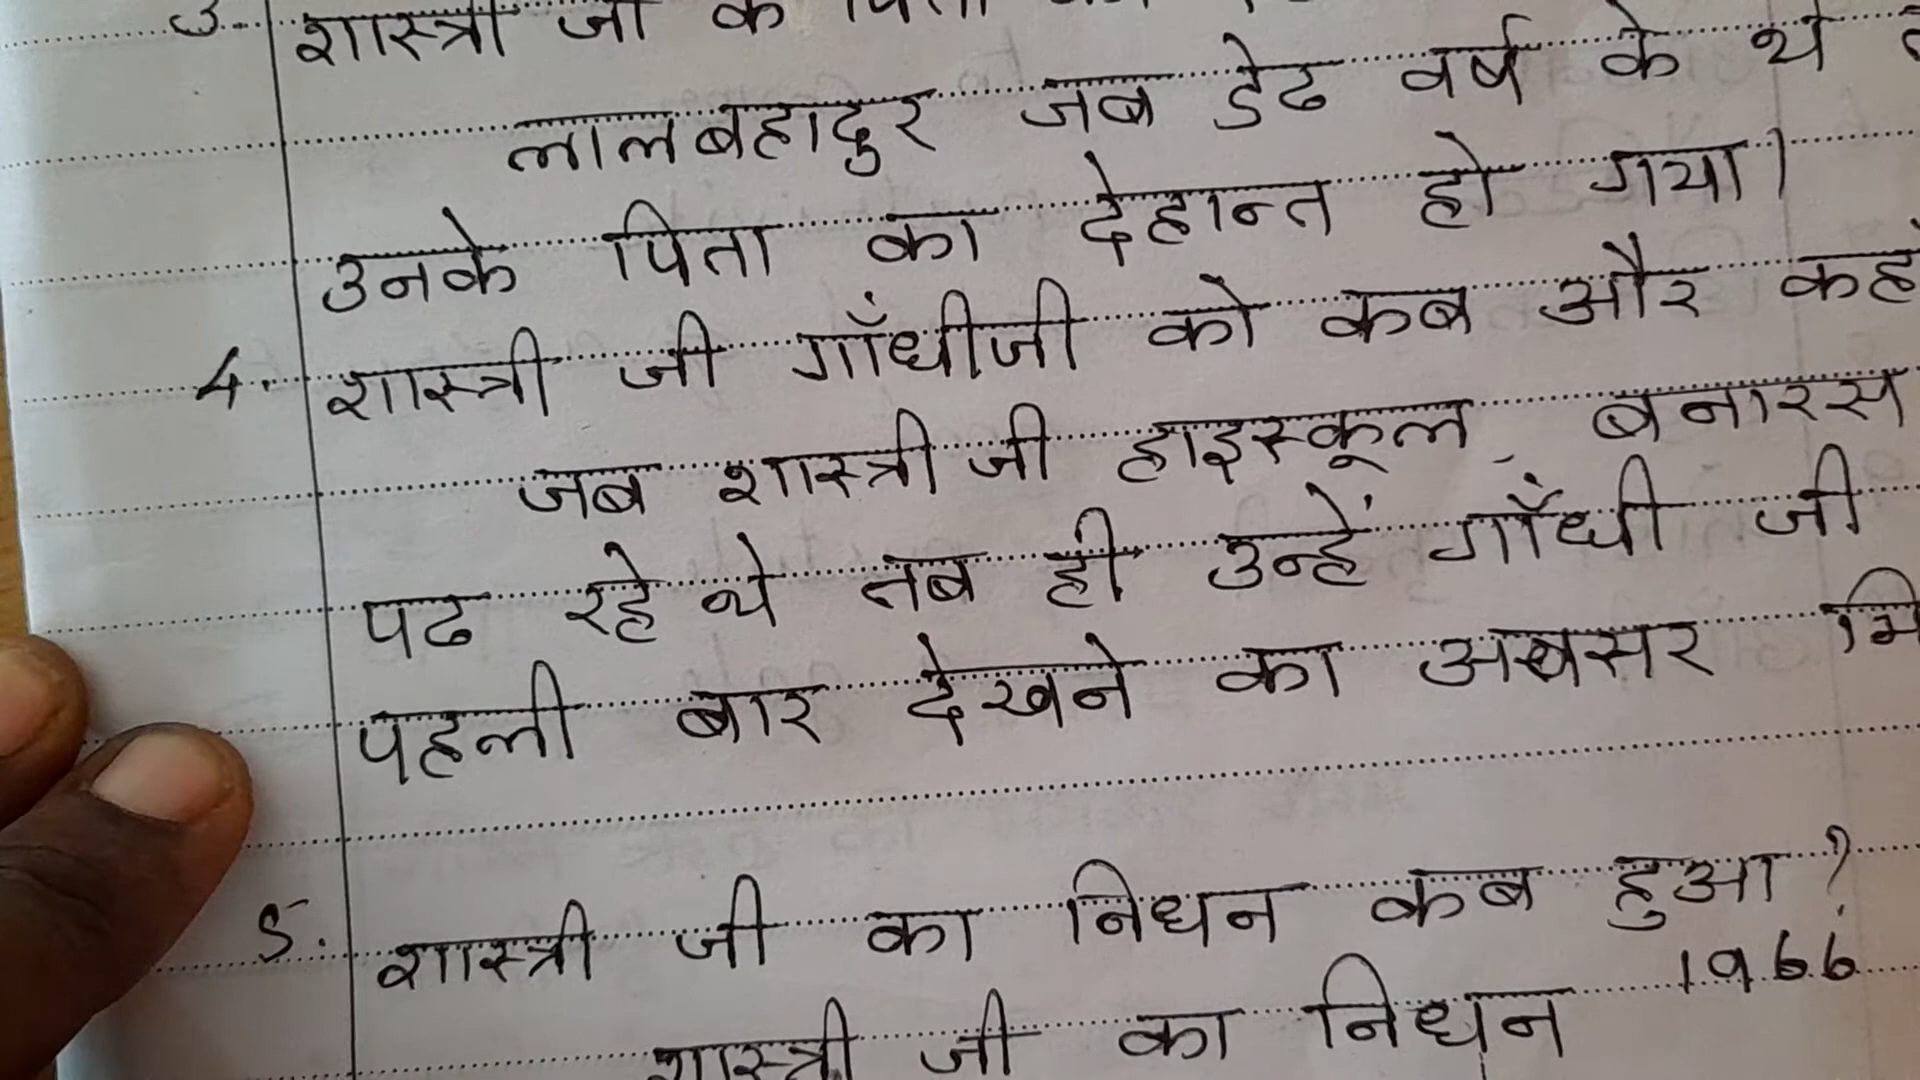 3. शास्त्री जी के पिता
लालबहादुर जब डेढ वर्ष के थे
उनके पिता का देहान्त हो गया।
4. शास्त्री जी गाँधीजी को कब और कहाँ
जब शास्त्री जी हाइस्कूल, बनारस
पढ रहे थे तब ही उन्हें गाँधी जी
पहली बार देखने का अवसर मि
5. शास्त्री जी का निधन कब हुआ?
शास्त्री जी का निधन 1966